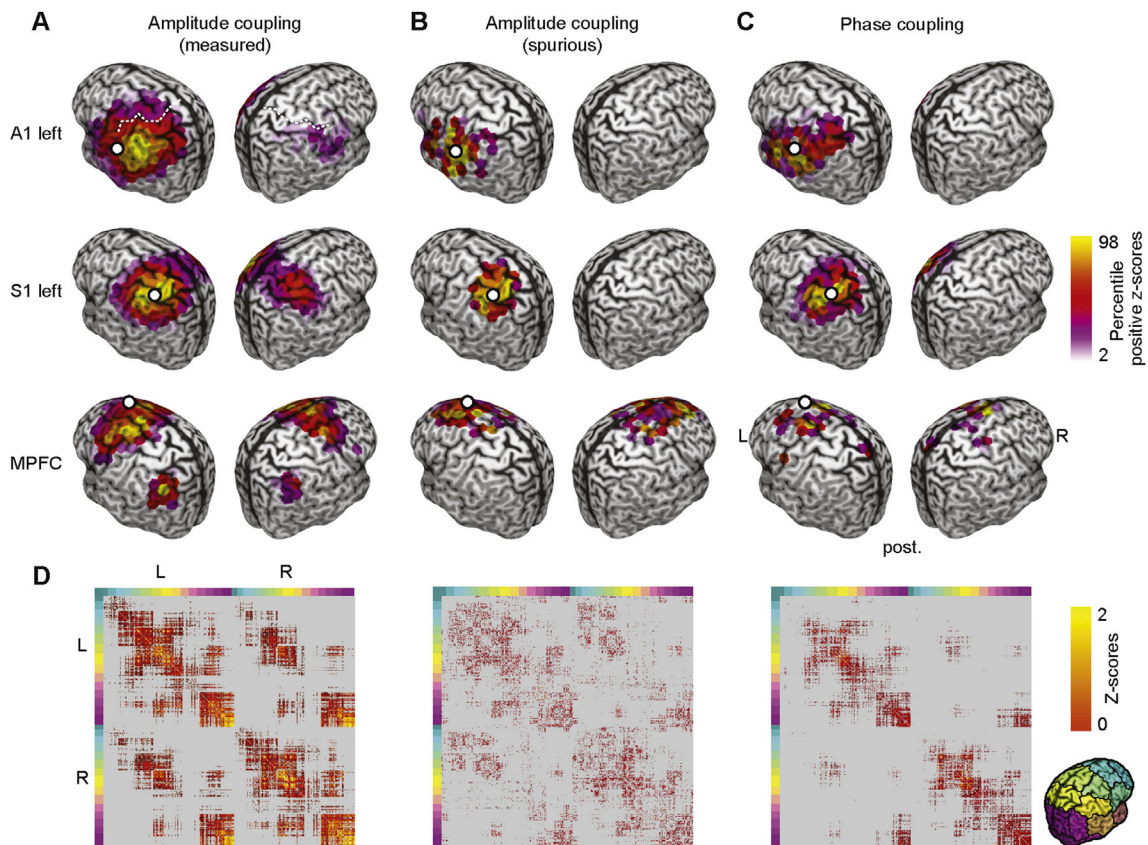 A
Amplitude coupling
(measured)
B
Amplitude coupling
(spurious)
C
Phase coupling
A1 left
S1 left
98
Percentile
positive z-scores
2
MPFC
L
R
post.
D
L
R
L
R
2
Z-scores
0